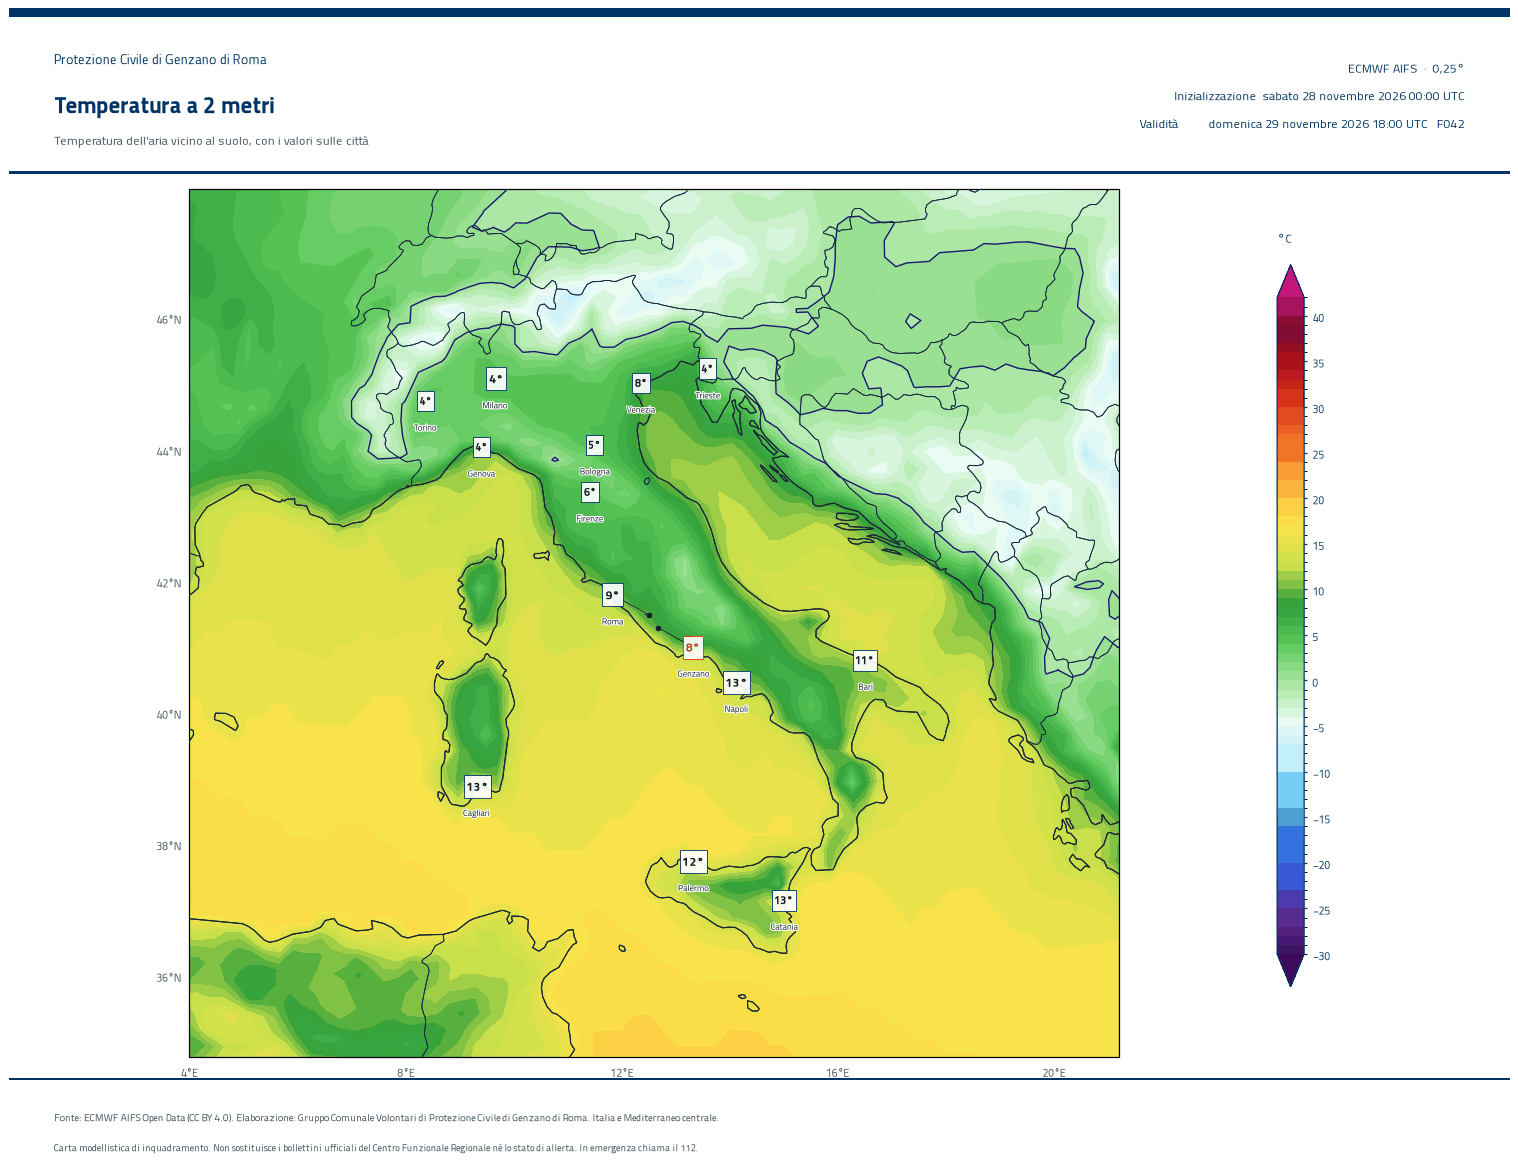 Protezione Civile di Genzano di Roma
Temperatura a 2 metri
Temperatura dell'aria vicino al suolo, con i valori sulle città
ECMWF AIFS · 0,25°
Inizializzazione sabato 28 novembre 2026 00:00 UTC
Validità domenica 29 novembre 2026 18:00 UTC F042
°C
40
35
30
25
20
15
10
5
0
−5
−10
−15
−20
−25
−30
46°N
44°N
42°N
40°N
38°N
36°N
4°E
8°E
12°E
16°E
20°E
4°
Torino
4°
Milano
8°
Venezia
4°
Trieste
4°
Genova
5°
Bologna
6°
Firenze
9°
Roma
8°
Genzano
13°
Napoli
11°
Bari
13°
Cagliari
12°
Palermo
13°
Catania
Fonte: ECMWF AIFS Open Data (CC BY 4.0). Elaborazione: Gruppo Comunale Volontari di Protezione Civile di Genzano di Roma. Italia e Mediterraneo centrale.
Carta modellistica di inquadramento. Non sostituisce i bollettini ufficiali del Centro Funzionale Regionale né lo stato di allerta. In emergenza chiama il 112.